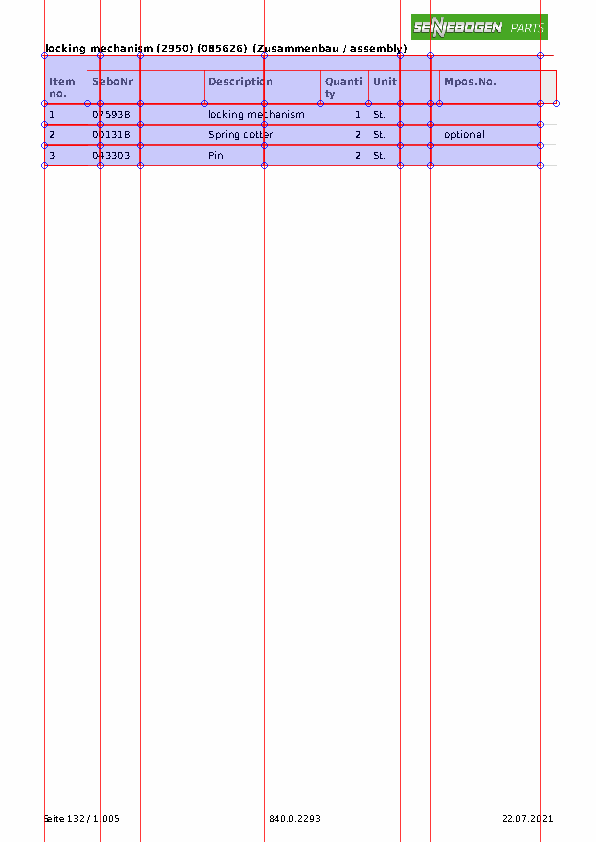 SENNEBOGEN PARTS
locking mechanism (2950) (085626) (Zusammenbau / assembly)
Item no. SeboNr Description Quantity Unit Mpos.No.
1 075938 locking mechanism 1 St.
2 001318 Spring cotter 2 St. optional
3 043303 Pin 2 St.
Seite 132 / 1.005 840.0.2293 22.07.2021